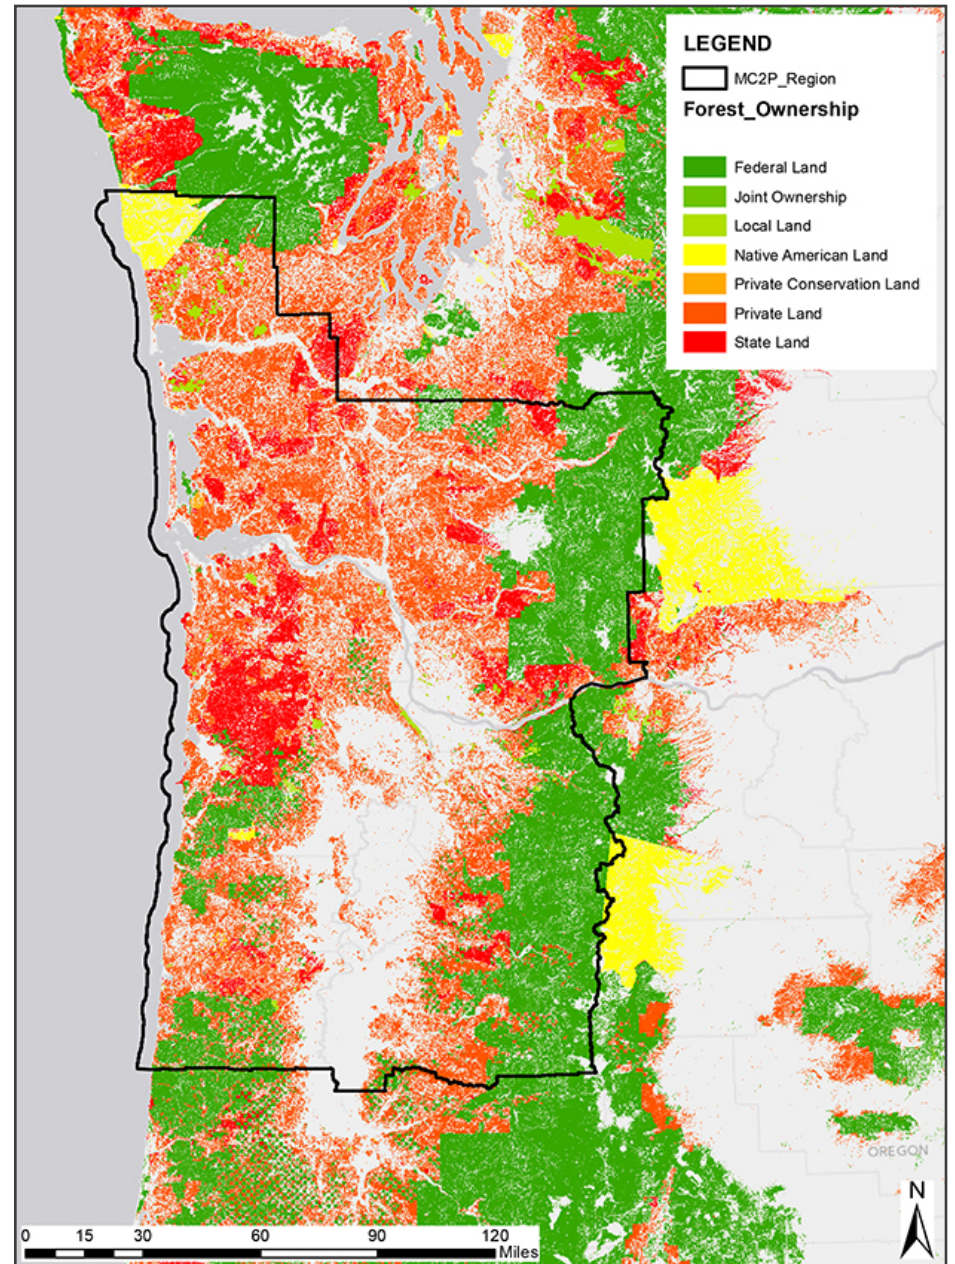 LEGEND
MC2P_Region
Forest_Ownership
Federal Land
Joint Ownership
Local Land
Native American Land
Private Conservation Land
Private Land
State Land
OREGON
N
0 15 30 60 90 120
Miles